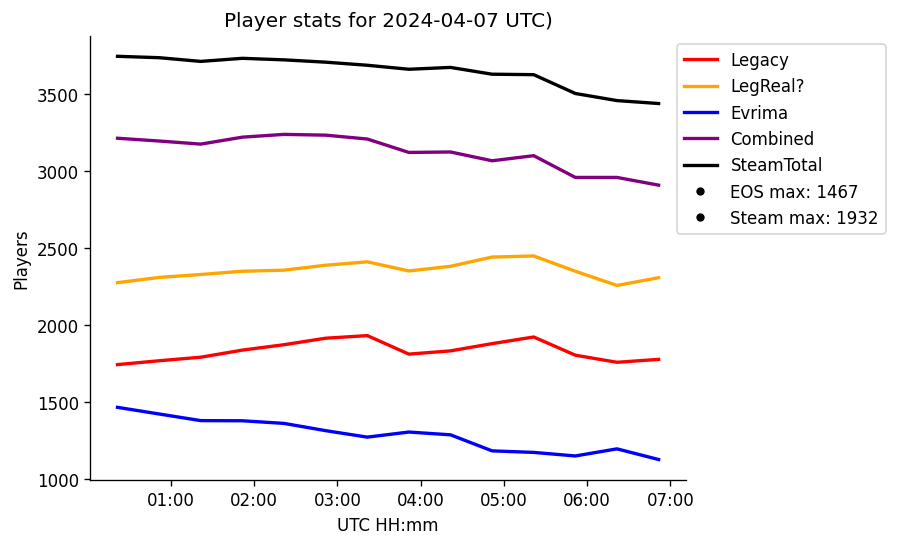 Player stats for 2024-04-07 UTC)
Legacy
LegReal?
Evrima
Combined
SteamTotal
EOS max: 1467
Steam max: 1932
Players
3500
3000
2500
2000
1500
1000
01:00 02:00 03:00 04:00 05:00 06:00 07:00
UTC HH:mm